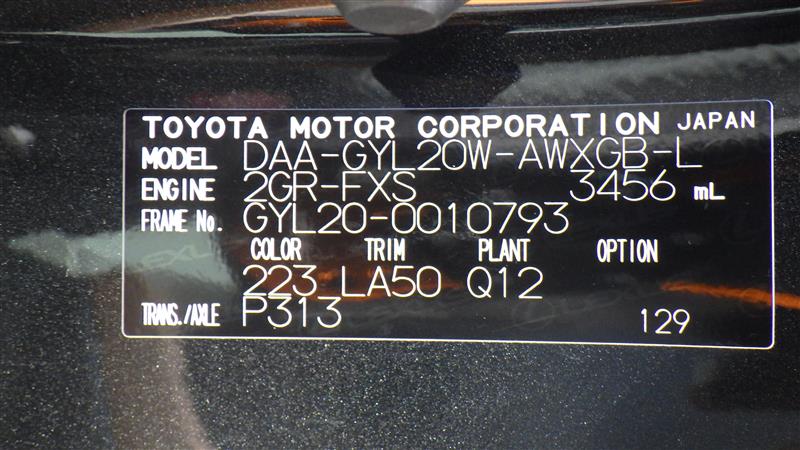 TOYOTA MOTOR CORPORATION JAPAN
MODEL DAA-GYL20W-AWXGB-L
ENGINE 2GR-FXS 3456 mL
FRAME No. GYL20-0010793
COLOR TRIM PLANT OPTION
223 LA50 Q12
TRANS./AXLE P313 129